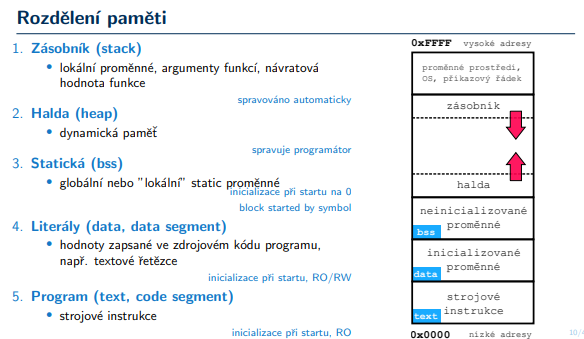 Rozdělení paměti
1. Zásobník (stack)
• lokální proměnné, argumenty funkcí, návratová
hodnota funkce
spravováno automaticky
2. Halda (heap)
• dynamická paměť
spravuje programátor
3. Statická (bss)
• globální nebo "lokální" static proměnné
inicializace při startu na 0
block started by symbol
4. Literály (data, data segment)
• hodnoty zapsané ve zdrojovém kódu programu,
např. textové řetězce
inicializace při startu, RO/RW
5. Program (text, code segment)
• strojové instrukce
inicializace při startu, RO
0xFFFF vysoké adresy
proměnné prostředí,
OS, příkazový řádek
zásobník
halda
neinicializované
proměnné
bss
inicializované
proměnné
data
strojové
instrukce
text
0x0000 nízké adresy